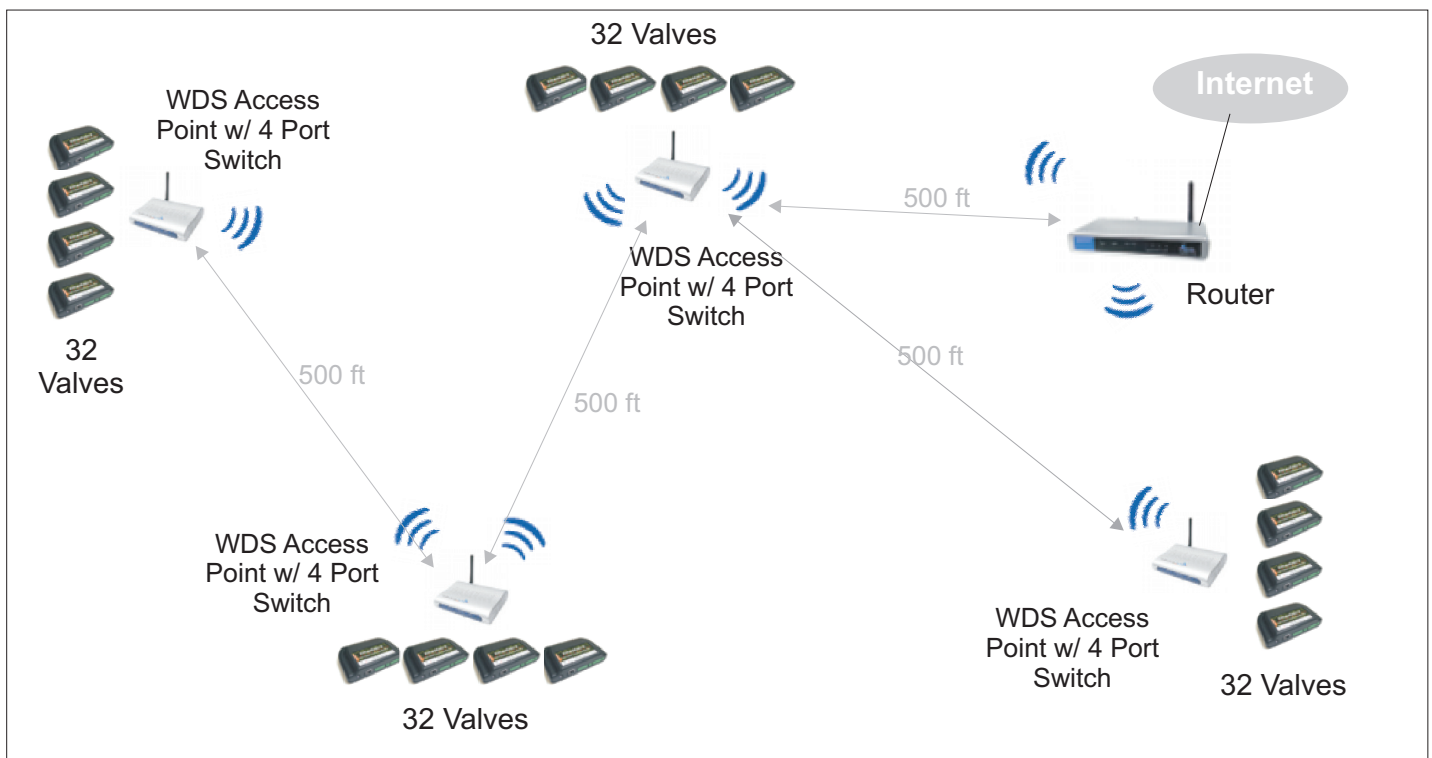 32 Valves
Internet
WDS Access
Point w/ 4 Port
Switch
500 ft
WDS Access
Point w/ 4 Port
Switch
Router
32
Valves
500 ft
500 ft
500 ft
WDS Access
Point w/ 4 Port
Switch
WDS Access
Point w/ 4 Port
Switch
32 Valves
32 Valves